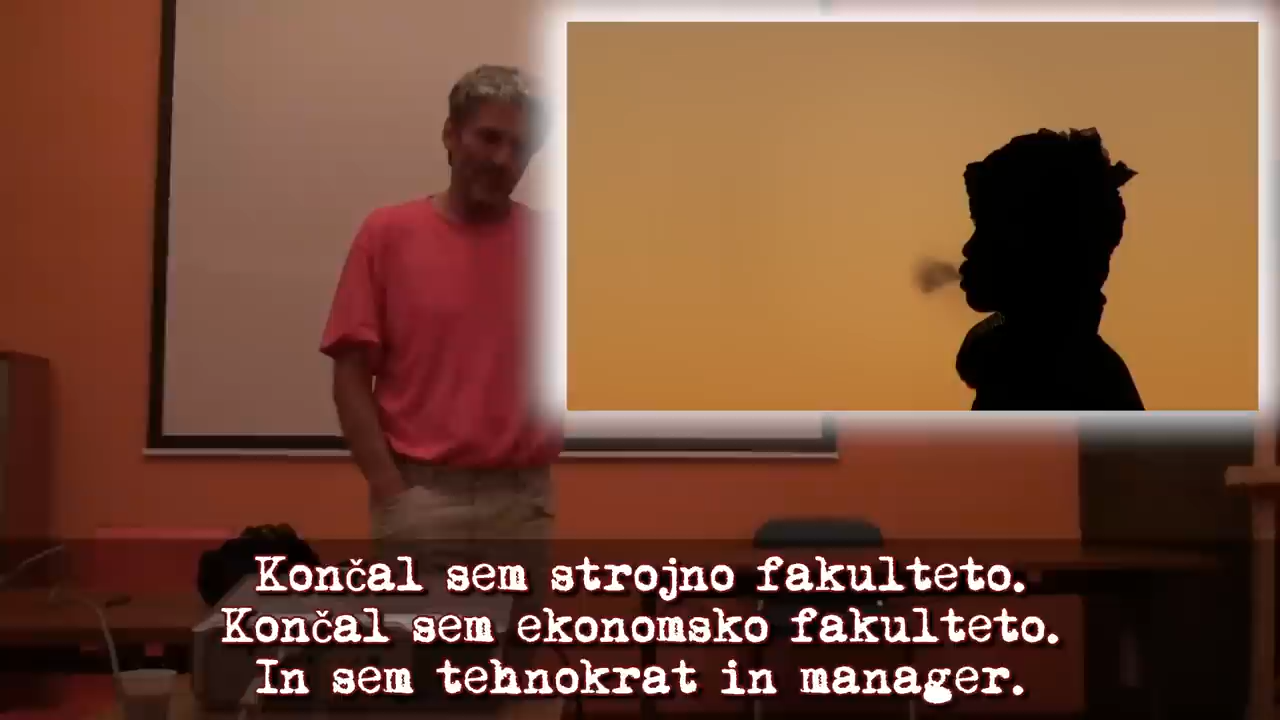 Končal sem strojno fakulteto.
Končal sem ekonomsko fakulteto.
In sem tehnokrat in manager.